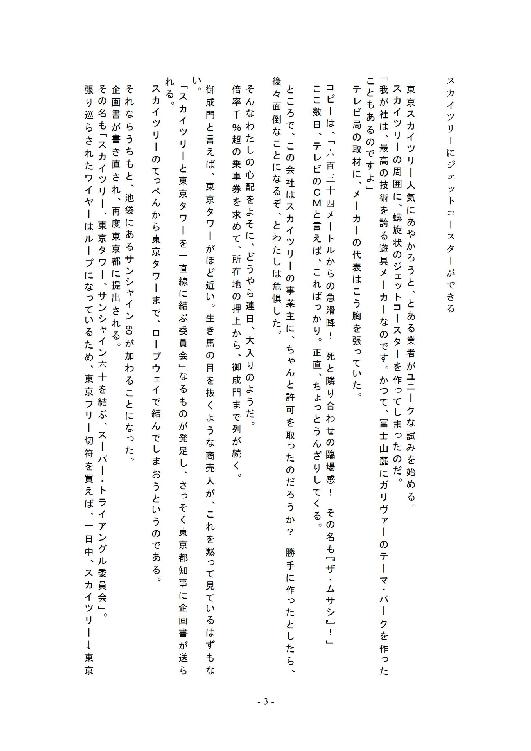 スカイツリーにジェットコースターができる
東京スカイツリー人気にあやかろうと、とある業者がユニークな試みを始める。
スカイツリーの周囲に、螺旋状のジェットコースターを作ってしまったのだ。
「我が社は、最高の技術を誇る遊具メーカーなのです。かつて、富士山麓にガリヴァーのテーマ・パークを作った
こともあるのですよ」
テレビ局の取材に、メーカーの代表はこう胸を張っていた。
コピーは、「六百三十四メートルからの急滑降! 死と隣り合わせの臨場感! その名も『ザ・ムサシ』!」
ここ数日、テレビのCMと言えば、こればっかり。正直、ちょっとうんざりしてくる。
ところで、この会社はスカイツリーの事業主に、ちゃんと許可を取ったのだろうか? 勝手に作ったとしたら、
後々面倒なことになるぞ、とわたしは危惧した。
そんなわたしの心配をよそに、どうやら連日、大入りのようだ。
倍率千%超の乗車券を求めて、所在地の押上から、御成門まで列が続く。
御成門と言えば、東京タワーがほど近い。生き馬の目を抜くような商売人が、これを黙って見ているはずもな
い。
「スカイツリーと東京タワーを一直線に結ぶ委員会」なるものが発足し、さっそく東京都知事に企画書が送ら
れる。
スカイツリーのてっぺんから東京タワーまで、ロープウェイで結んでしまおうというのである。
それならうちもと、池袋にあるサンシャイン60が加わることになった。
企画書が書き直され、再度東京都に提出される。
その名も「スカイツリー、東京タワー、サンシャイン六十を結ぶ、スーパー・トライアングル委員会」。
張り巡らされたワイヤーはループになっているため、東京フリー切符を買えば、一日中、スカイツリー→東京
- 3 -